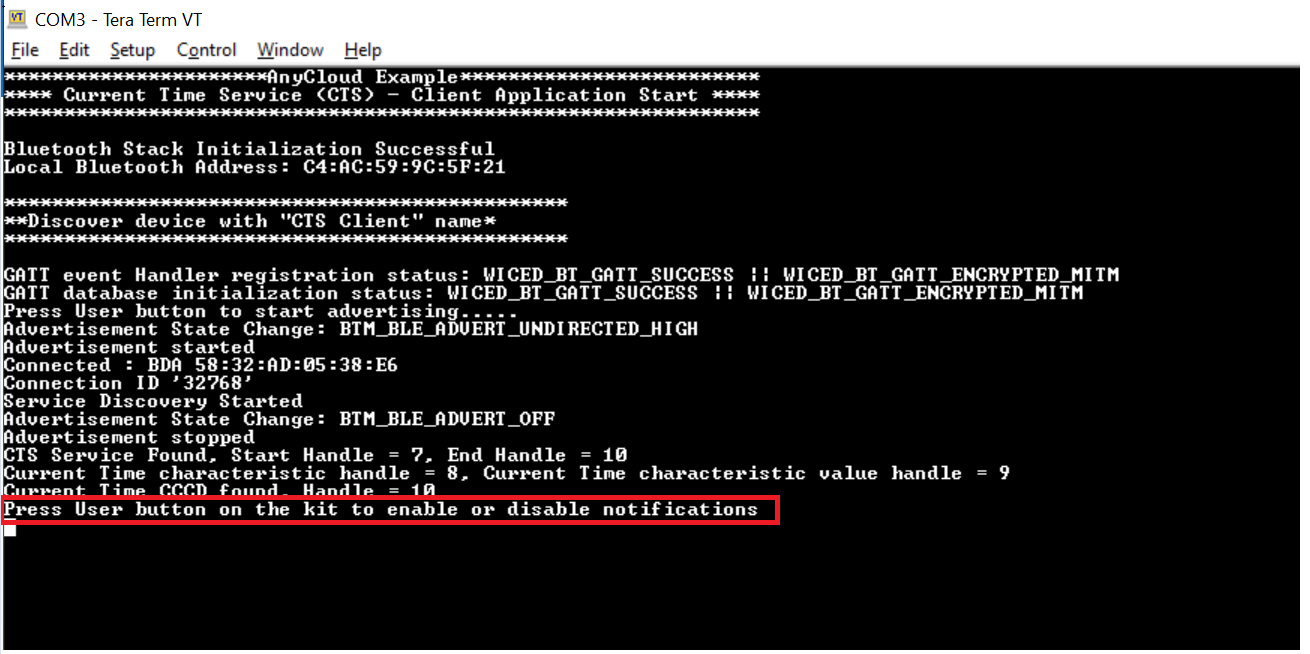 COM3 - Tera Term VT
File Edit Setup Control Window Help
**********************AnyCloud Example*************************
**** Current Time Service (CTS) - Client Application Start ****
***************************************************************
Bluetooth Stack Initialization Successful
Local Bluetooth Address: C4:AC:59:9C:5F:21
***********************************************
**Discover device with "CTS Client" name*
***********************************************
GATT event Handler registration status: WICED_BT_GATT_SUCCESS || WICED_BT_GATT_ENCRYPTED_MITM
GATT database initialization status: WICED_BT_GATT_SUCCESS || WICED_BT_GATT_ENCRYPTED_MITM
Press User button to start advertising.....
Advertisement State Change: BTM_BLE_ADVERT_UNDIRECTED_HIGH
Advertisement started
Connected : BDA 58:32:AD:05:38:E6
Connection ID '32768'
Service Discovery Started
Advertisement State Change: BTM_BLE_ADVERT_OFF
Advertisement stopped
CTS Service Found, Start Handle = 7, End Handle = 10
Current Time characteristic handle = 8, Current Time characteristic value handle = 9
Current Time CCCD found, Handle = 10
Press User button on the kit to enable or disable notifications